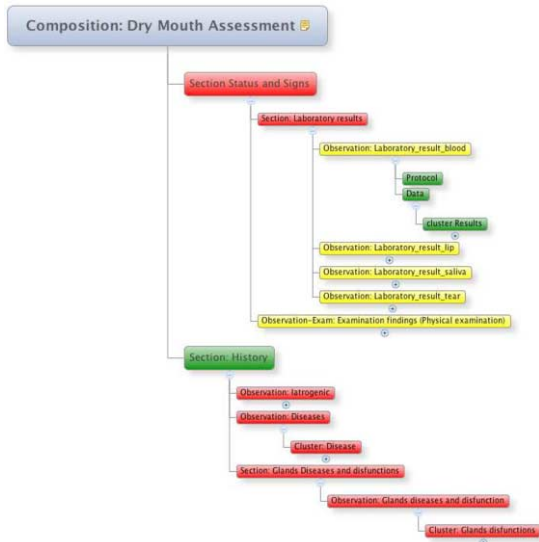 Composition: Dry Mouth Assessment
Section Status and Signs
Section: Laboratory results
Observation: Laboratory_result_blood
Protocol
Data
cluster Results
Observation: Laboratory_result_lip
Observation: Laboratory_result_saliva
Observation: Laboratory_result_tear
Observation-Exam: Examination findings (Physical examination)
Section: History
Observation: Iatrogenic
Observation: Diseases
Cluster: Disease
Section: Glands Diseases and disfunctions
Observation: Glands diseases and disfunction
Cluster: Glands disfunctions